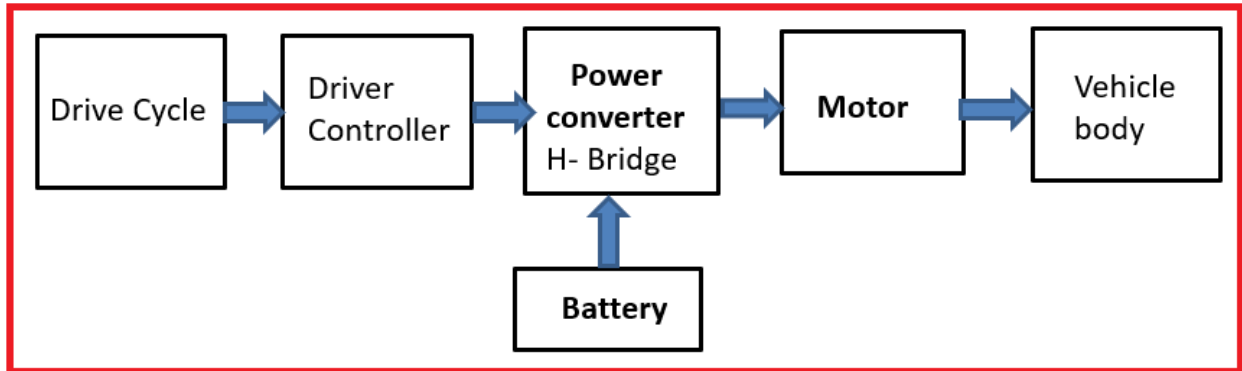 Drive Cycle
Driver
Controller
Power
converter
H- Bridge
Motor
Vehicle
body
Battery